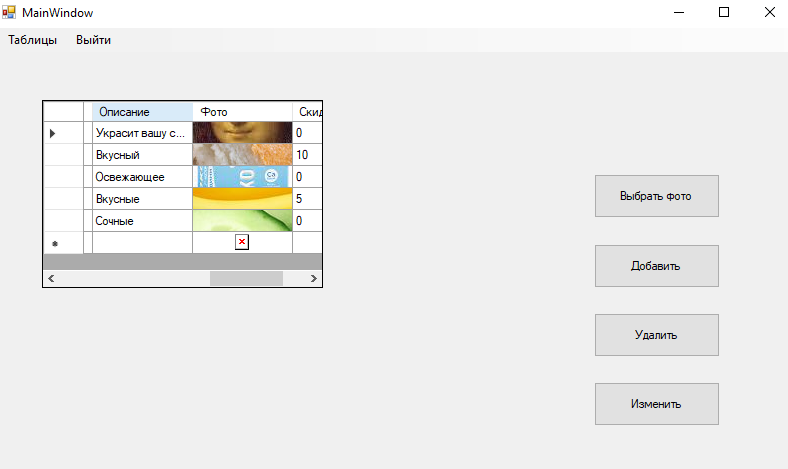 MainWindow
Таблицы Выйти
Описание Фото Скид
Украсит вашу с... 0
Вкусный 10
Освежающее Ca 0
Вкусные 5
Сочные 0
Выбрать фото
Добавить
Удалить
Изменить